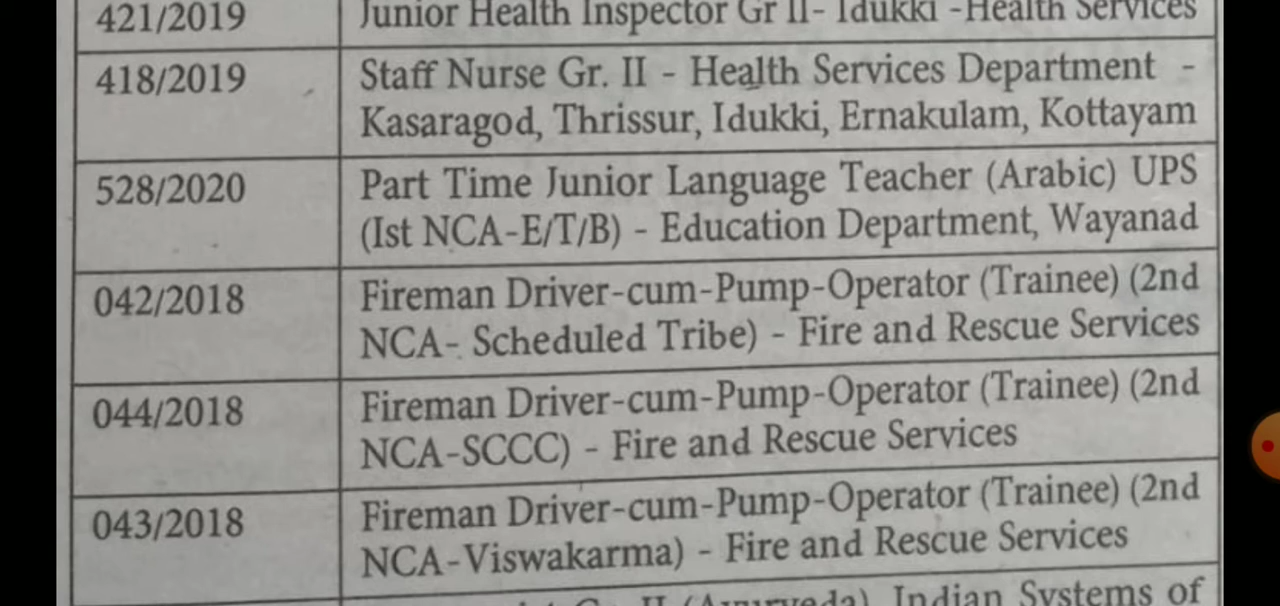 421/2019
Junior Health Inspector Gr II- Idukki -Health Services
418/2019
Staff Nurse Gr. II - Health Services Department -
Kasaragod, Thrissur, Idukki, Ernakulam, Kottayam
528/2020
Part Time Junior Language Teacher (Arabic) UPS
(Ist NCA-E/T/B) - Education Department, Wayanad
042/2018
Fireman Driver-cum-Pump-Operator (Trainee) (2nd
NCA- Scheduled Tribe) - Fire and Rescue Services
044/2018
Fireman Driver-cum-Pump-Operator (Trainee) (2nd
NCA-SCCC) - Fire and Rescue Services
043/2018
Fireman Driver-cum-Pump-Operator (Trainee) (2nd
NCA-Viswakarma) - Fire and Rescue Services
II (Ayurveda) Indian Systems of